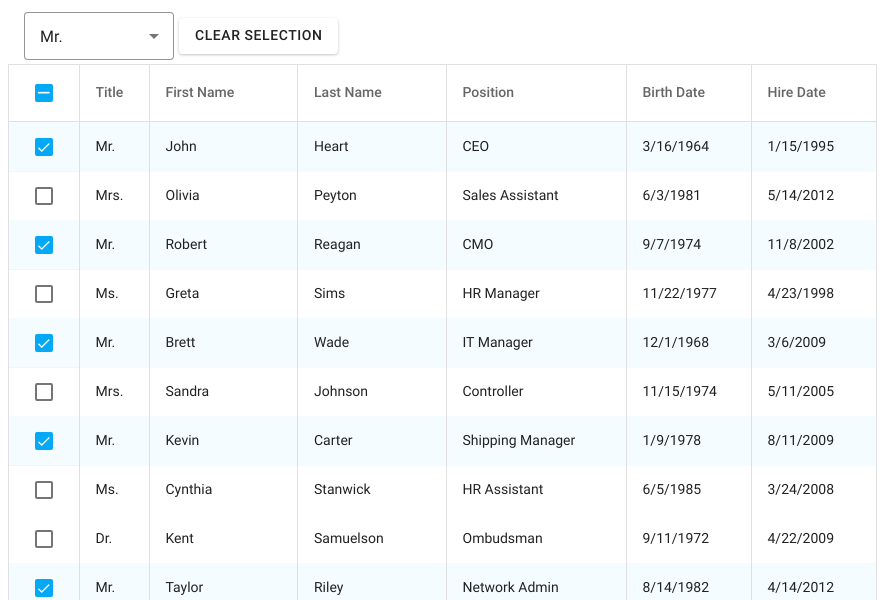 Mr. CLEAR SELECTION
Title First Name Last Name Position Birth Date Hire Date
Mr. John Heart CEO 3/16/1964 1/15/1995
Mrs. Olivia Peyton Sales Assistant 6/3/1981 5/14/2012
Mr. Robert Reagan CMO 9/7/1974 11/8/2002
Ms. Greta Sims HR Manager 11/22/1977 4/23/1998
Mr. Brett Wade IT Manager 12/1/1968 3/6/2009
Mrs. Sandra Johnson Controller 11/15/1974 5/11/2005
Mr. Kevin Carter Shipping Manager 1/9/1978 8/11/2009
Ms. Cynthia Stanwick HR Assistant 6/5/1985 3/24/2008
Dr. Kent Samuelson Ombudsman 9/11/1972 4/22/2009
Mr. Taylor Riley Network Admin 8/14/1982 4/14/2012